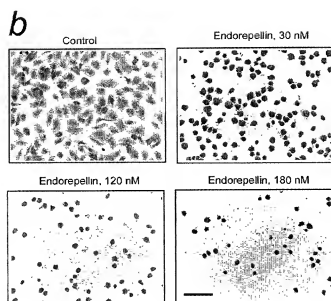 b
Control
Endorepellin, 30 nM
Endorepellin, 120 nM
Endorepellin, 180 nM